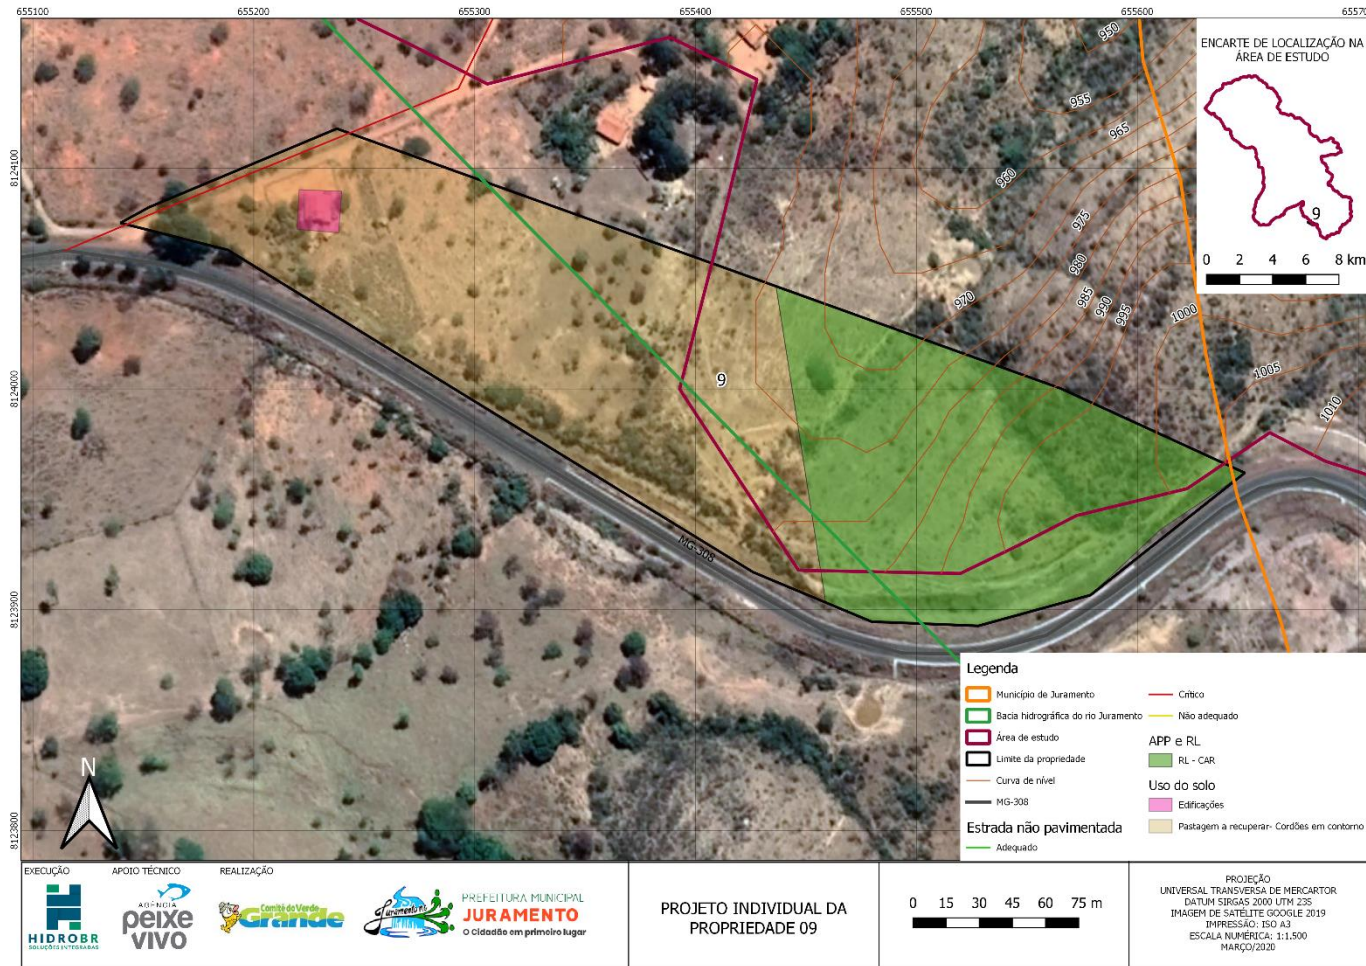 655100
655200
655300
655400
655500
655600
65570
8124100
8124000
8123900
8123800
ENCARTE DE LOCALIZAÇÃO NA
ÁREA DE ESTUDO
9
0 2 4 6 8 km
950
955
965
960
975
980
985
990
995
970
1000
1005
1010
9
MG-308
N
Legenda
Município de Juramento
Bacia hidrográfica do rio Juramento
Área de estudo
Limite da propriedade
Curva de nível
MG-308
Estrada não pavimentada
Adequado
Crítico
Não adequado
APP e RL
RL - CAR
Uso do solo
Edificações
Pastagem a recuperar- Cordões em contorno
EXECUÇÃO
HIDROBR
SOLUÇÕES INTEGRADAS
APOIO TÉCNICO
AGÊNCIA
peixe
vivo
REALIZAÇÃO
Comitê do Verde
Grande
PREFEITURA MUNICIPAL
JURAMENTO
O Cidadão em primeiro lugar
PROJETO INDIVIDUAL DA
PROPRIEDADE 09
0 15 30 45 60 75 m
PROJEÇÃO
UNIVERSAL TRANSVERSA DE MERCARTOR
DATUM SIRGAS 2000 UTM 23S
IMAGEM DE SATÉLITE GOOGLE 2019
IMPRESSÃO: ISO A3
ESCALA NUMÉRICA: 1:1.500
MARÇO/2020